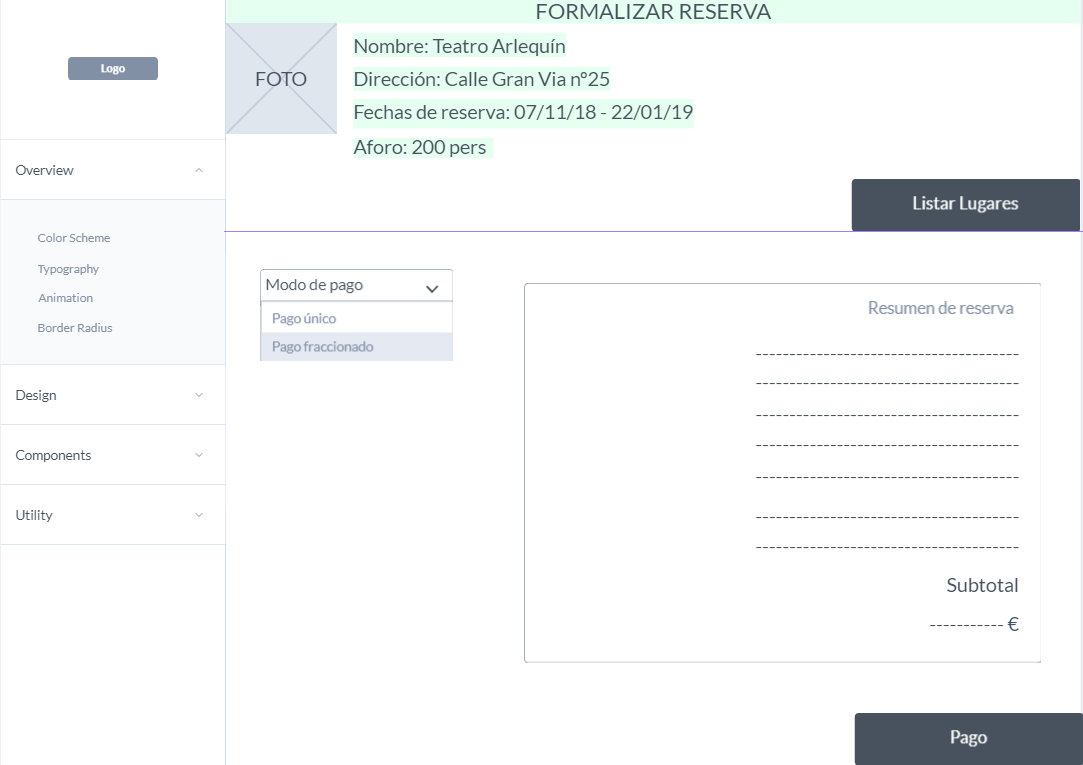 Logo
Overview
Color Scheme
Typography
Animation
Border Radius
Design
Components
Utility
FORMALIZAR RESERVA
FOTO
Nombre: Teatro Arlequín
Dirección: Calle Gran Via nº25
Fechas de reserva: 07/11/18 - 22/01/19
Aforo: 200 pers
Listar Lugares
Modo de pago
Pago único
Pago fraccionado
Resumen de reserva
--------------------------------------
--------------------------------------
--------------------------------------
--------------------------------------
--------------------------------------
--------------------------------------
--------------------------------------
Subtotal
----------- €
Pago